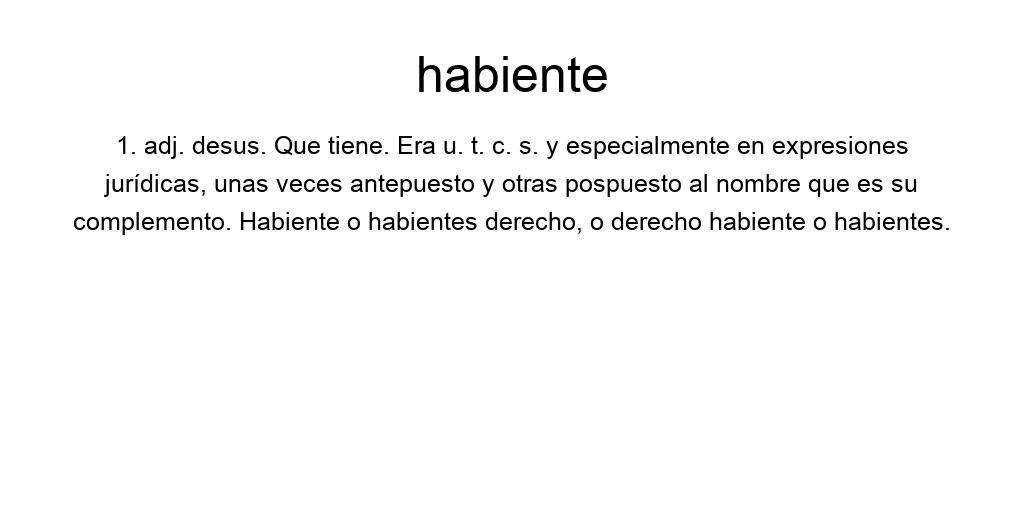 habiente
1. adj. desus. Que tiene. Era u. t. c. s. y especialmente en expresiones
jurídicas, unas veces antepuesto y otras pospuesto al nombre que es su
complemento. Habiente o habientes derecho, o derecho habiente o habientes.